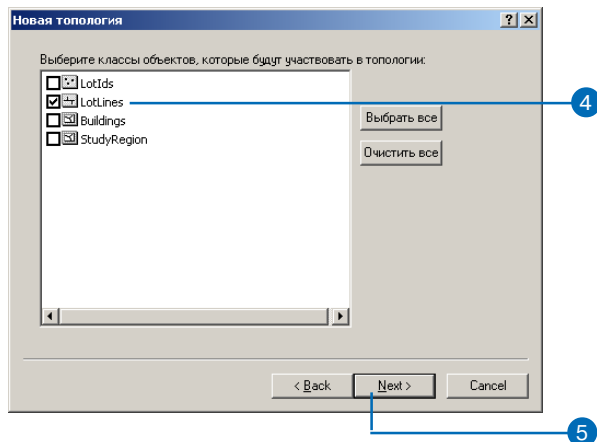 Новая топология
Выберите классы объектов, которые будут участвовать в топологии:
LotIds
LotLines
4
Buildings
StudyRegion
Выбрать все
Очистить все
< Back
Next >
Cancel
5